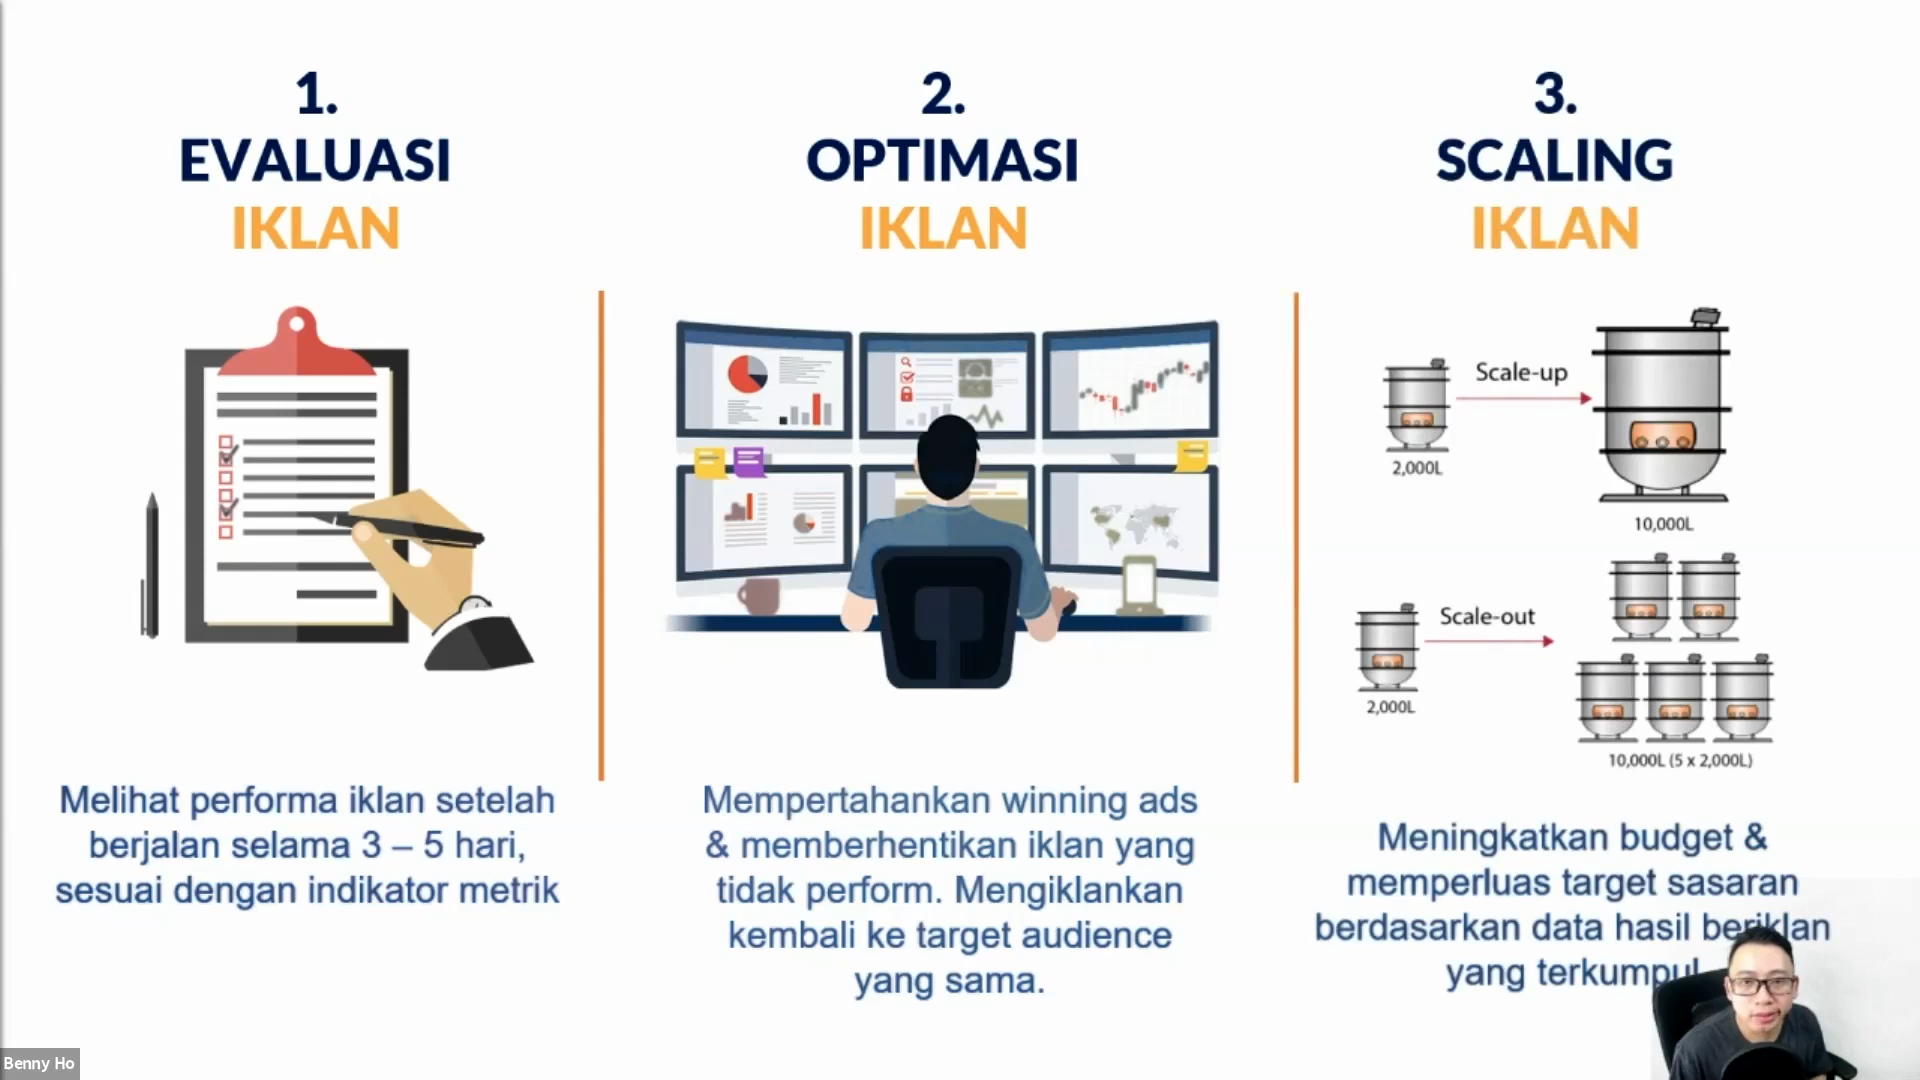 1.
EVALUASI
IKLAN
Melihat performa iklan setelah
berjalan selama 3 – 5 hari,
sesuai dengan indikator metrik
2.
OPTIMASI
IKLAN
Mempertahankan winning ads
& memberhentikan iklan yang
tidak perform. Mengiklankan
kembali ke target audience
yang sama.
3.
SCALING
IKLAN
Scale-up
2,000L
10,000L
Scale-out
2,000L
10,000L (5 x 2,000L)
Meningkatkan budget &
memperluas target sasaran
berdasarkan data hasil beriklan
yang terkumpul
Benny Ho